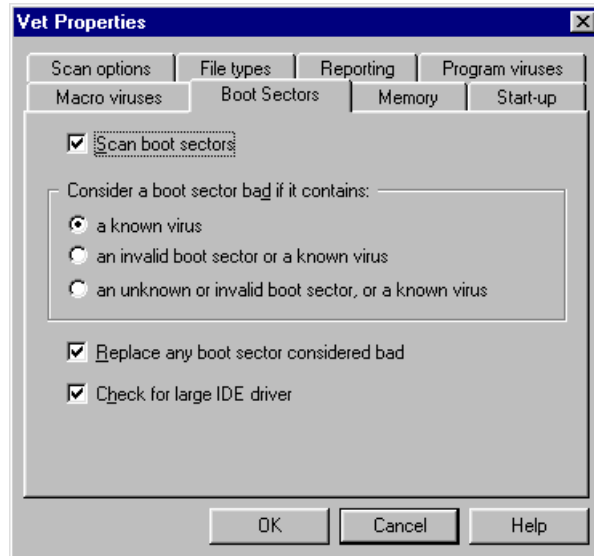 Vet Properties
Scan options File types Reporting Program viruses
Macro viruses Boot Sectors Memory Start-up
Scan boot sectors
Consider a boot sector bad if it contains:
a known virus
an invalid boot sector or a known virus
an unknown or invalid boot sector, or a known virus
Replace any boot sector considered bad
Check for large IDE driver
OK Cancel Help